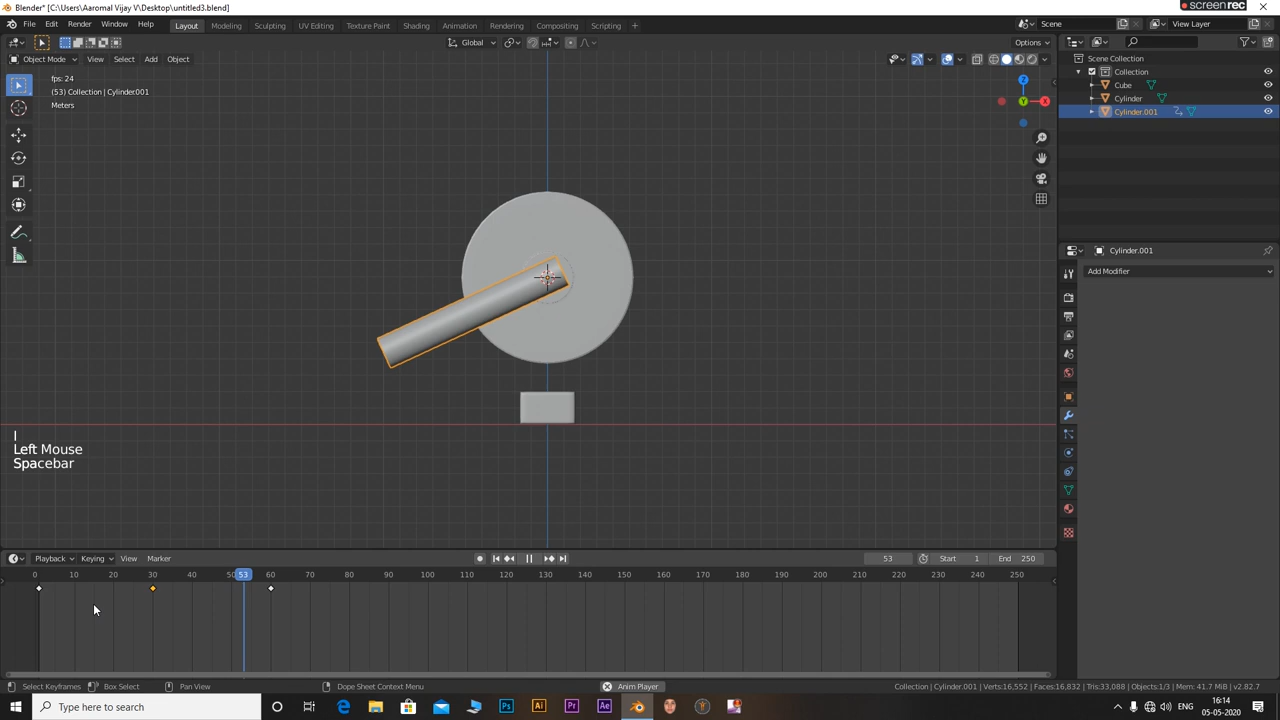 Blender* [C:\Users\Aaromal Vijay V\Desktop\untitled3.blend]
screenrec
File Edit Render Window Help Layout Modeling Sculpting UV Editing Texture Paint Shading Animation Rendering Compositing Scripting + Scene View Layer
Global Options
Object Mode View Select Add Object
Scene Collection
Collection
Cube
Cylinder
Cylinder.001
fps: 24
(53) Collection | Cylinder.001
Meters
Z
Y
X
Cylinder.001
Add Modifier
I
Left Mouse
Spacebar
Playback Keying View Marker 53 Start 1 End 250
0 10 20 30 40 50 53 60 70 80 90 100 110 120 130 140 150 160 170 180 190 200 210 220 230 240 250
Select Keyframes Box Select Pan View Dope Sheet Context Menu Anim Player Collection | Cylinder.001 | Verts:16,552 | Faces:16,832 | Tris:33,088 | Objects:1/3 | Mem: 41.7 MiB | v2.82.7
Type here to search
Ps Ai Pr Ae
ENG
16:14
05-05-2020